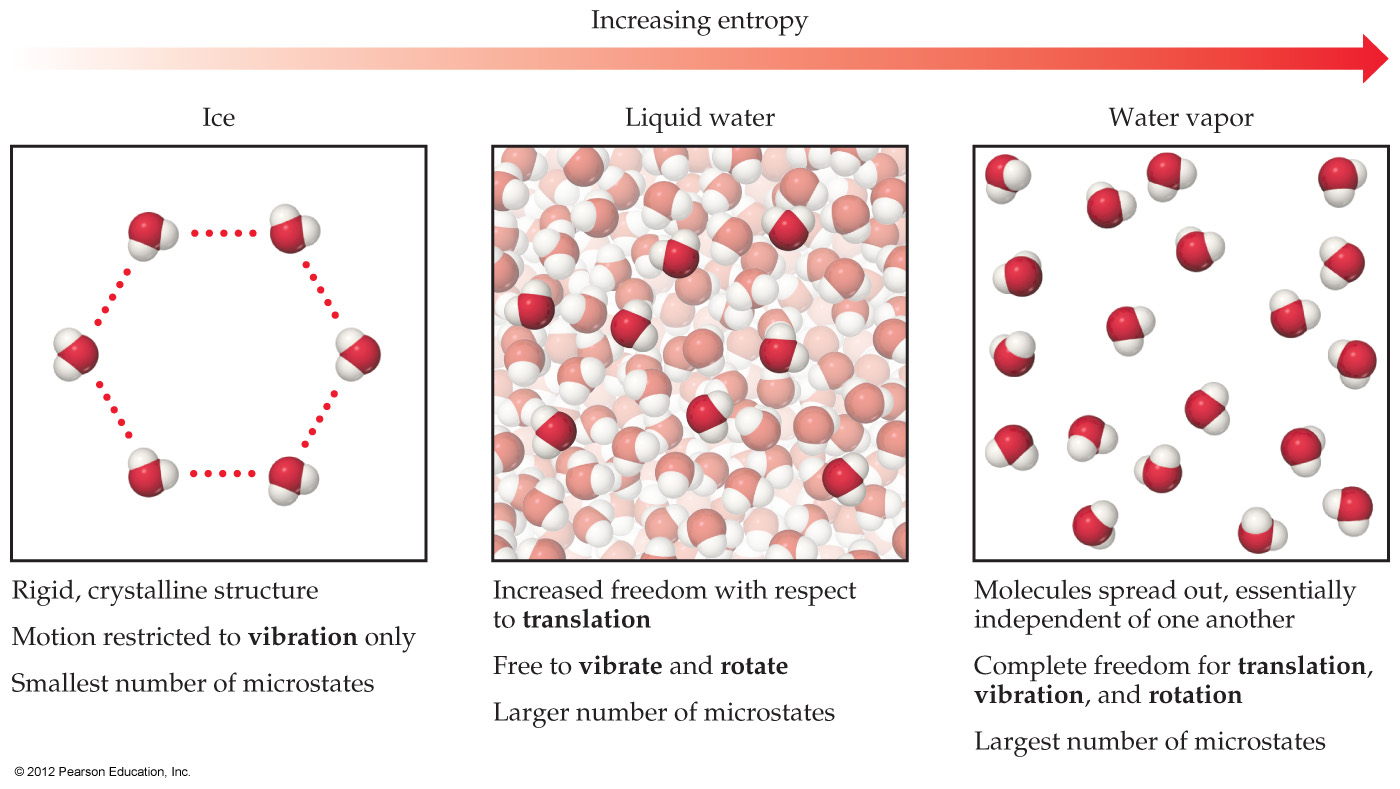 Increasing entropy
Ice
Liquid water
Water vapor
Rigid, crystalline structure
Motion restricted to vibration only
Smallest number of microstates
Increased freedom with respect
to translation
Free to vibrate and rotate
Larger number of microstates
Molecules spread out, essentially
independent of one another
Complete freedom for translation,
vibration, and rotation
Largest number of microstates
© 2012 Pearson Education, Inc.